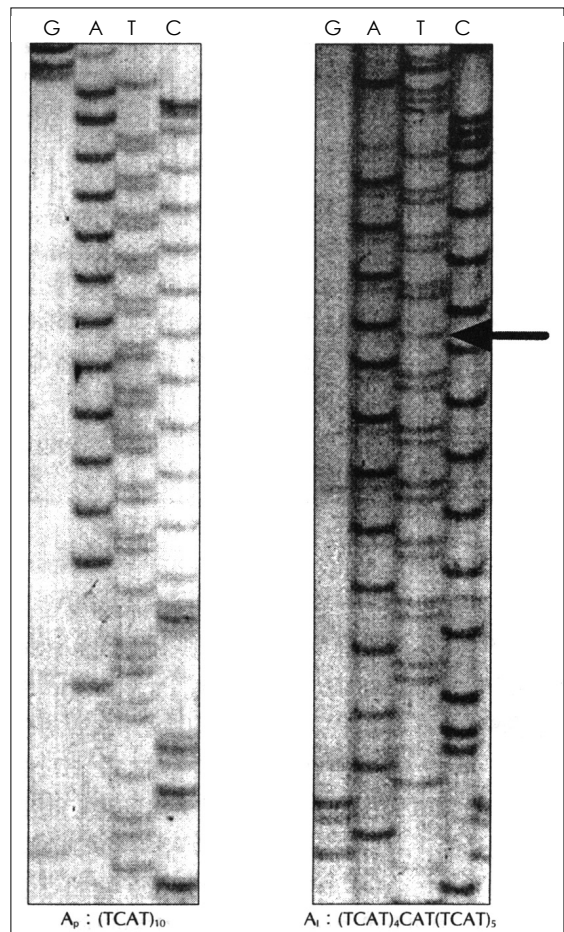 G A T C G A T C
Aₚ : (TCAT)₁₀ Aₗ : (TCAT)₄CAT(TCAT)₅